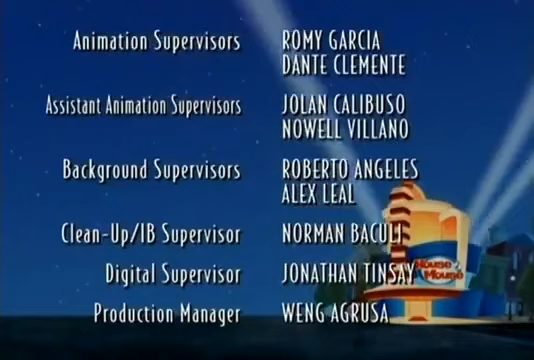 Animation Supervisors ROMY GARCIA
DANTE CLEMENTE
Assistant Animation Supervisors JOLAN CALIBUSO
NOWELL VILLANO
Background Supervisors ROBERTO ANGELES
ALEX LEAL
Clean-Up/IB Supervisor NORMAN BACULI
Digital Supervisor JONATHAN TINSAY
House of Mouse
Production Manager WENG AGRUSA